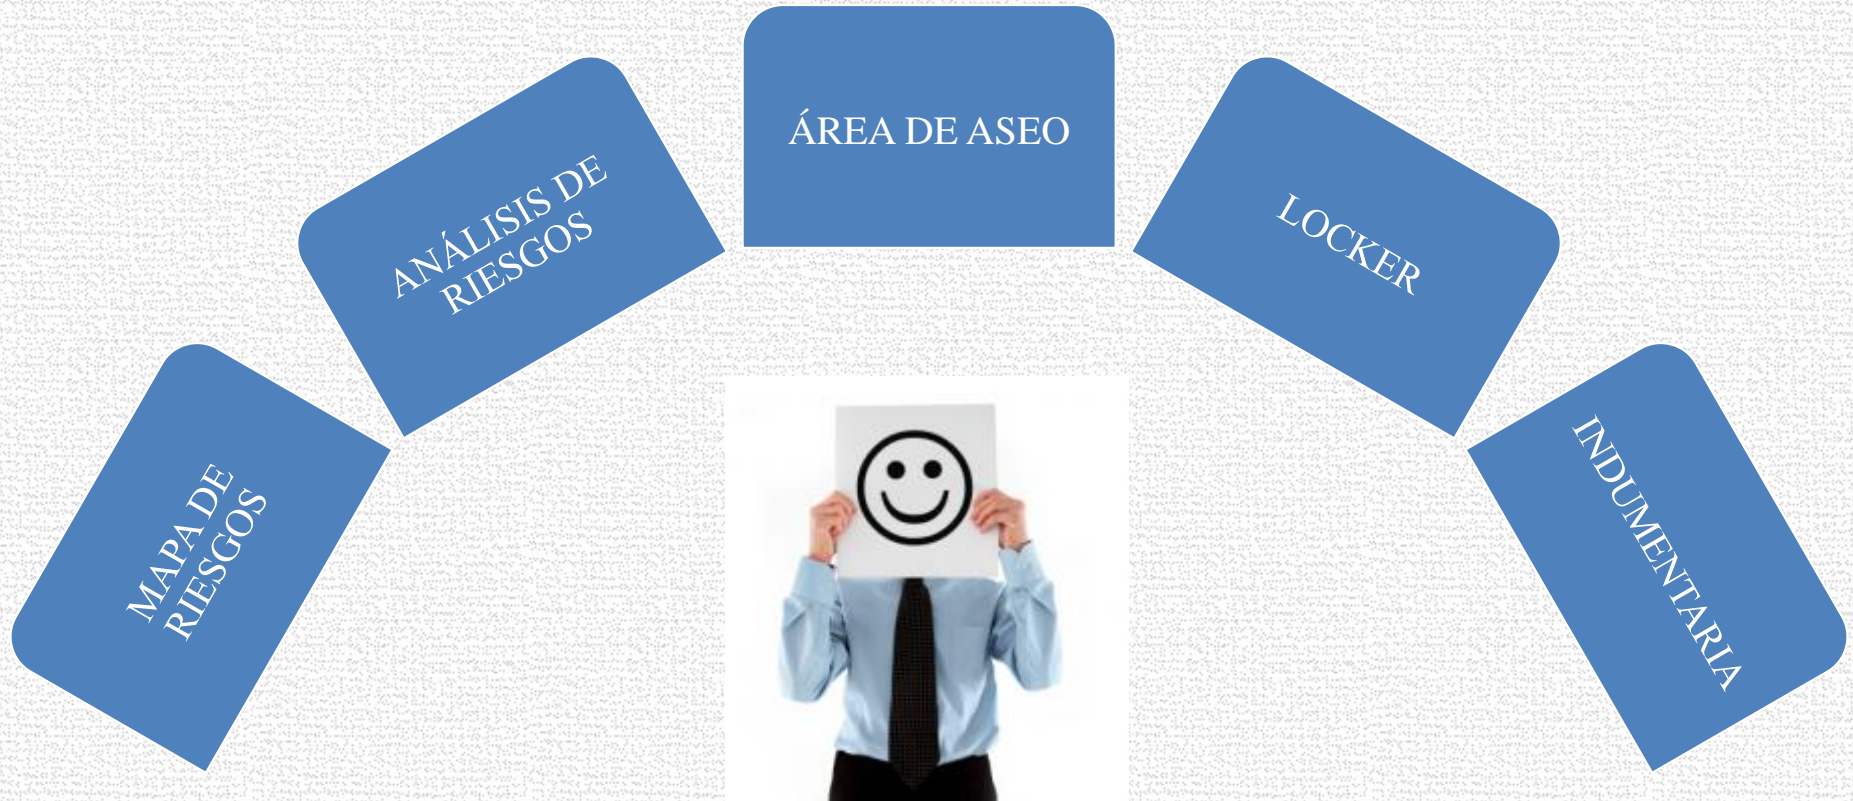 MAPA DE
RIESGOS
ANÁLISIS DE
RIESGOS
ÁREA DE ASEO
LOCKER
INDUMENTARIA